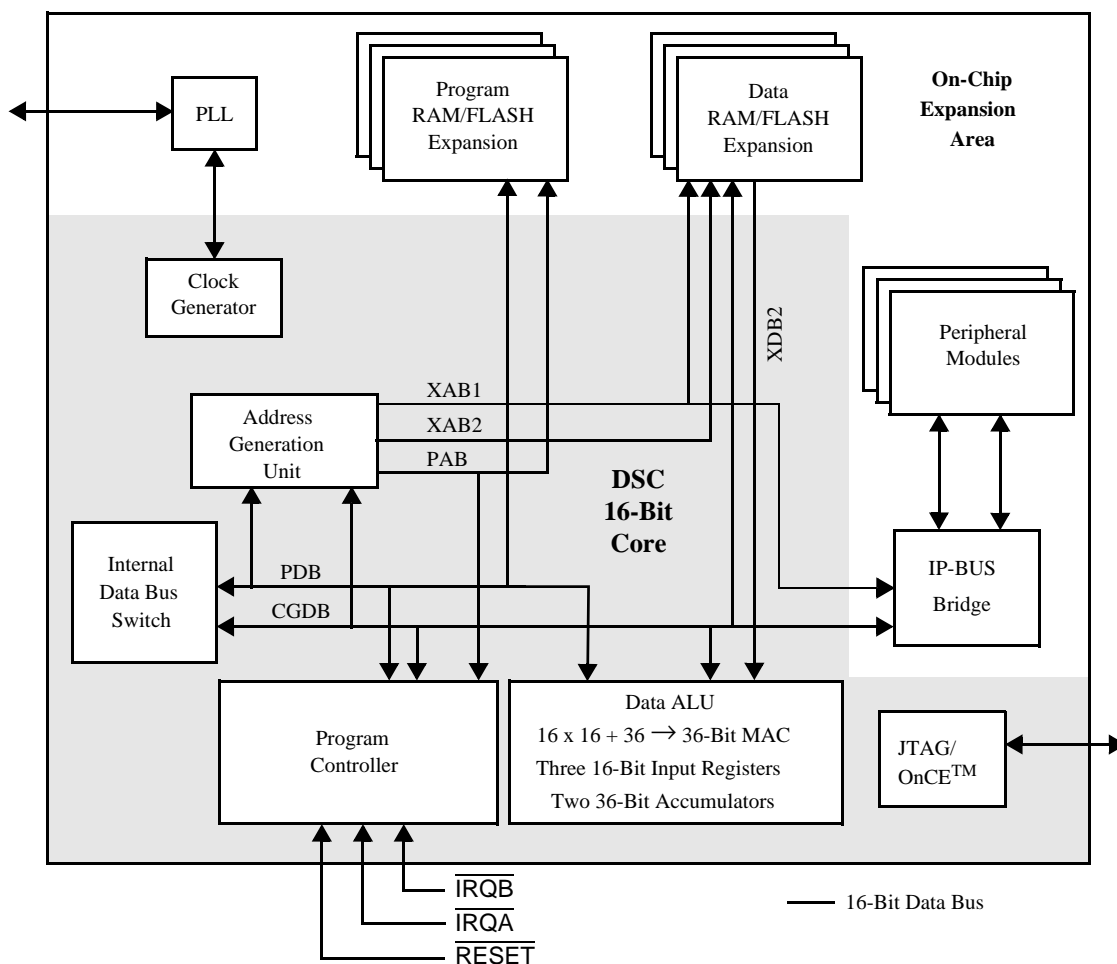 Program
RAM/FLASH
Expansion
Data
RAM/FLASH
Expansion
On-Chip
Expansion
Area
PLL
Clock
Generator
Peripheral
Modules
XDB2
XAB1
XAB2
PAB
Address
Generation
Unit
DSC
16-Bit
Core
Internal
Data Bus
Switch
PDB
CGDB
IP-BUS
Bridge
Program
Controller
Data ALU
16 x 16 + 36 → 36-Bit MAC
Three 16-Bit Input Registers
Two 36-Bit Accumulators
JTAG/
OnCE™
I̅R̅Q̅B̅
I̅R̅Q̅A̅
R̅E̅S̅E̅T̅
16-Bit Data Bus